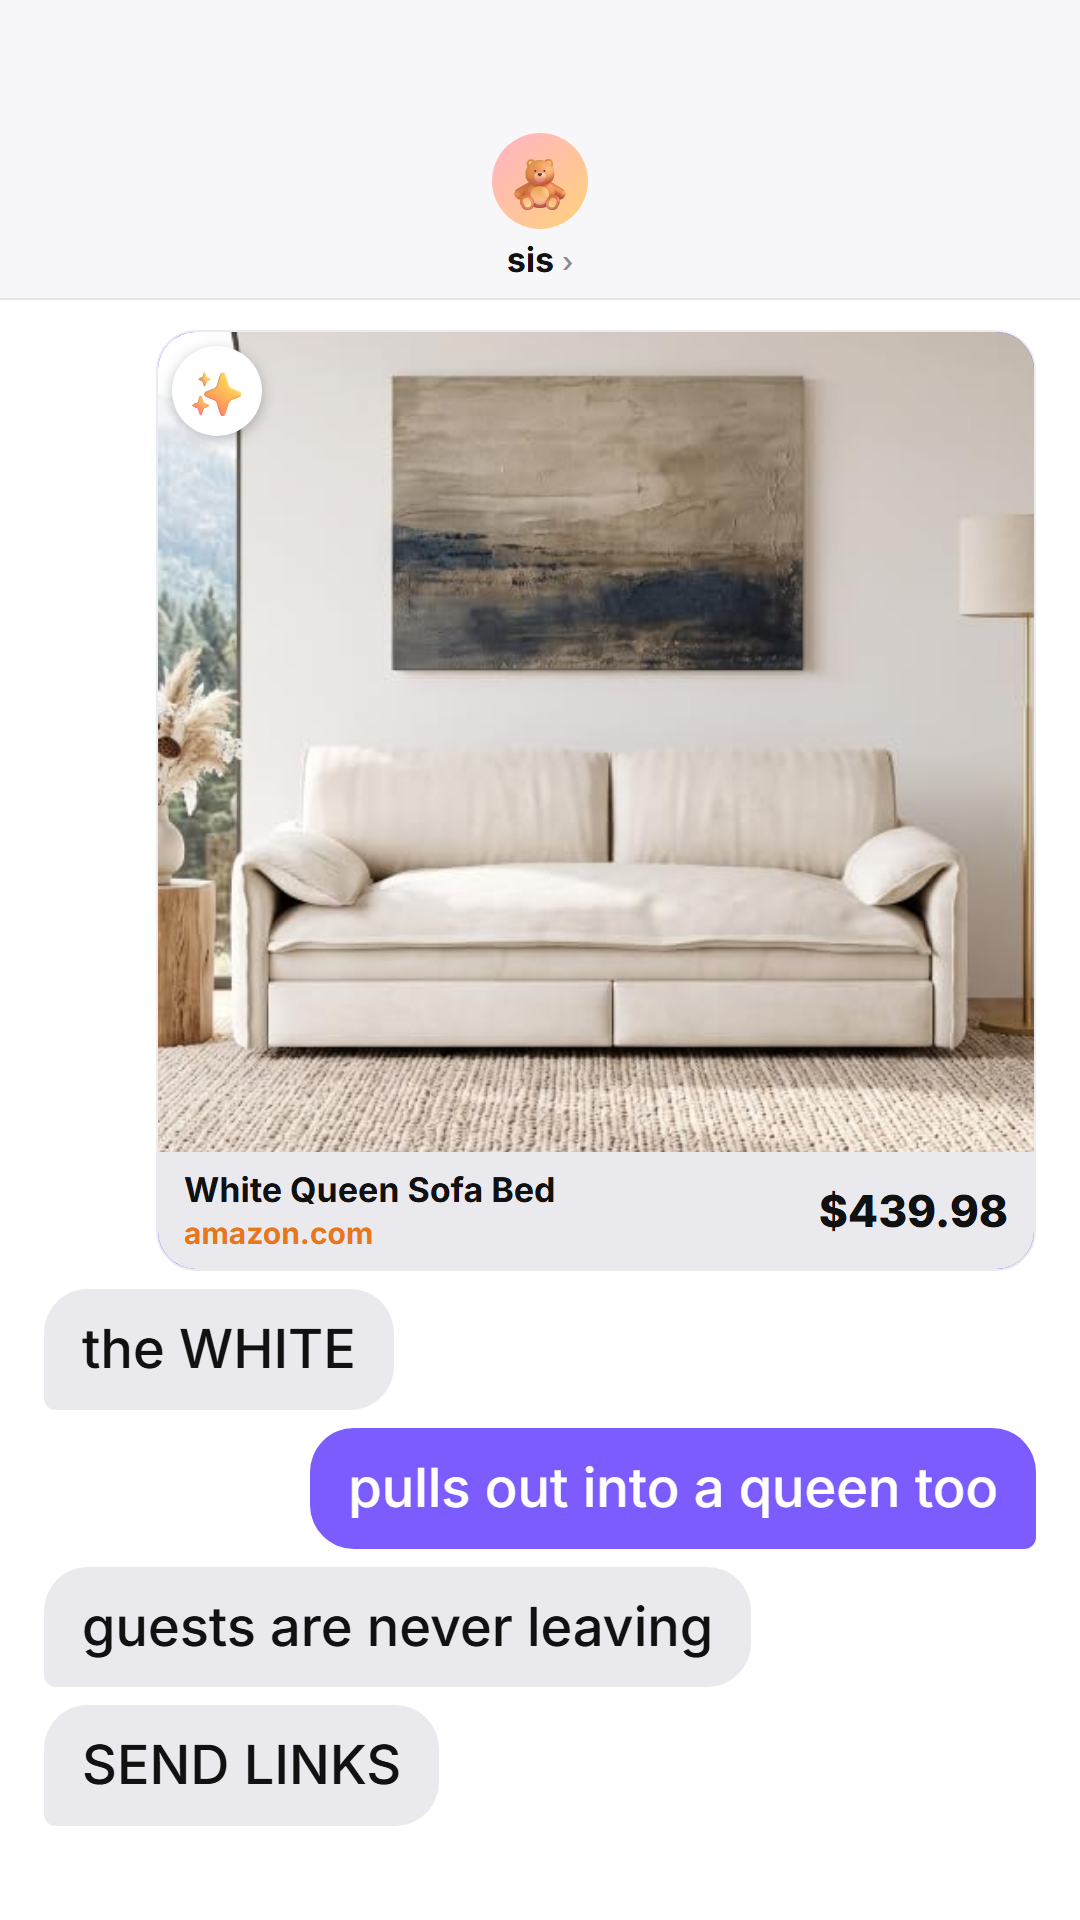 sis ›
White Queen Sofa Bed
amazon.com
$439.98
the WHITE
pulls out into a queen too
guests are never leaving
SEND LINKS